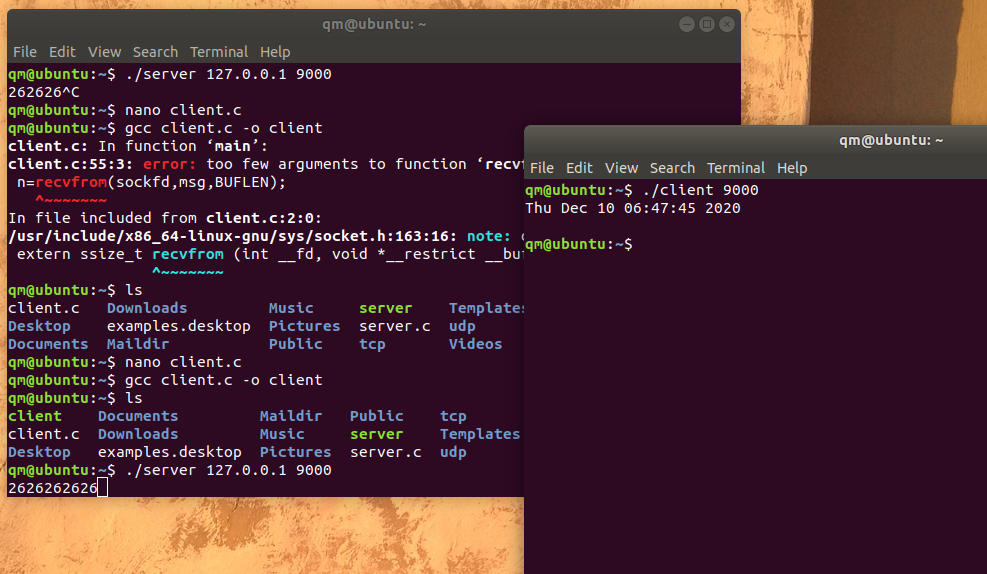 qm@ubuntu: ~
File Edit View Search Terminal Help
qm@ubuntu:~$ ./server 127.0.0.1 9000
262626^C
qm@ubuntu:~$ nano client.c
qm@ubuntu:~$ gcc client.c -o client
client.c: In function ‘main’:
client.c:55:3: error: too few arguments to function ‘recvf
n=recvfrom(sockfd,msg,BUFLEN);
^~~~~~~~
In file included from client.c:2:0:
/usr/include/x86_64-linux-gnu/sys/socket.h:163:16: note:
extern ssize_t recvfrom (int __fd, void *__restrict __buf
^~~~~~~~
qm@ubuntu:~$ ls
client.c Downloads Music server Templates
Desktop examples.desktop Pictures server.c udp
Documents Maildir Public tcp Videos
qm@ubuntu:~$ nano client.c
qm@ubuntu:~$ gcc client.c -o client
qm@ubuntu:~$ ls
client Documents Maildir Public tcp
client.c Downloads Music server Templates
Desktop examples.desktop Pictures server.c udp
qm@ubuntu:~$ ./server 127.0.0.1 9000
2626262626
qm@ubuntu: ~
File Edit View Search Terminal Help
qm@ubuntu:~$ ./client 9000
Thu Dec 10 06:47:45 2020
qm@ubuntu:~$